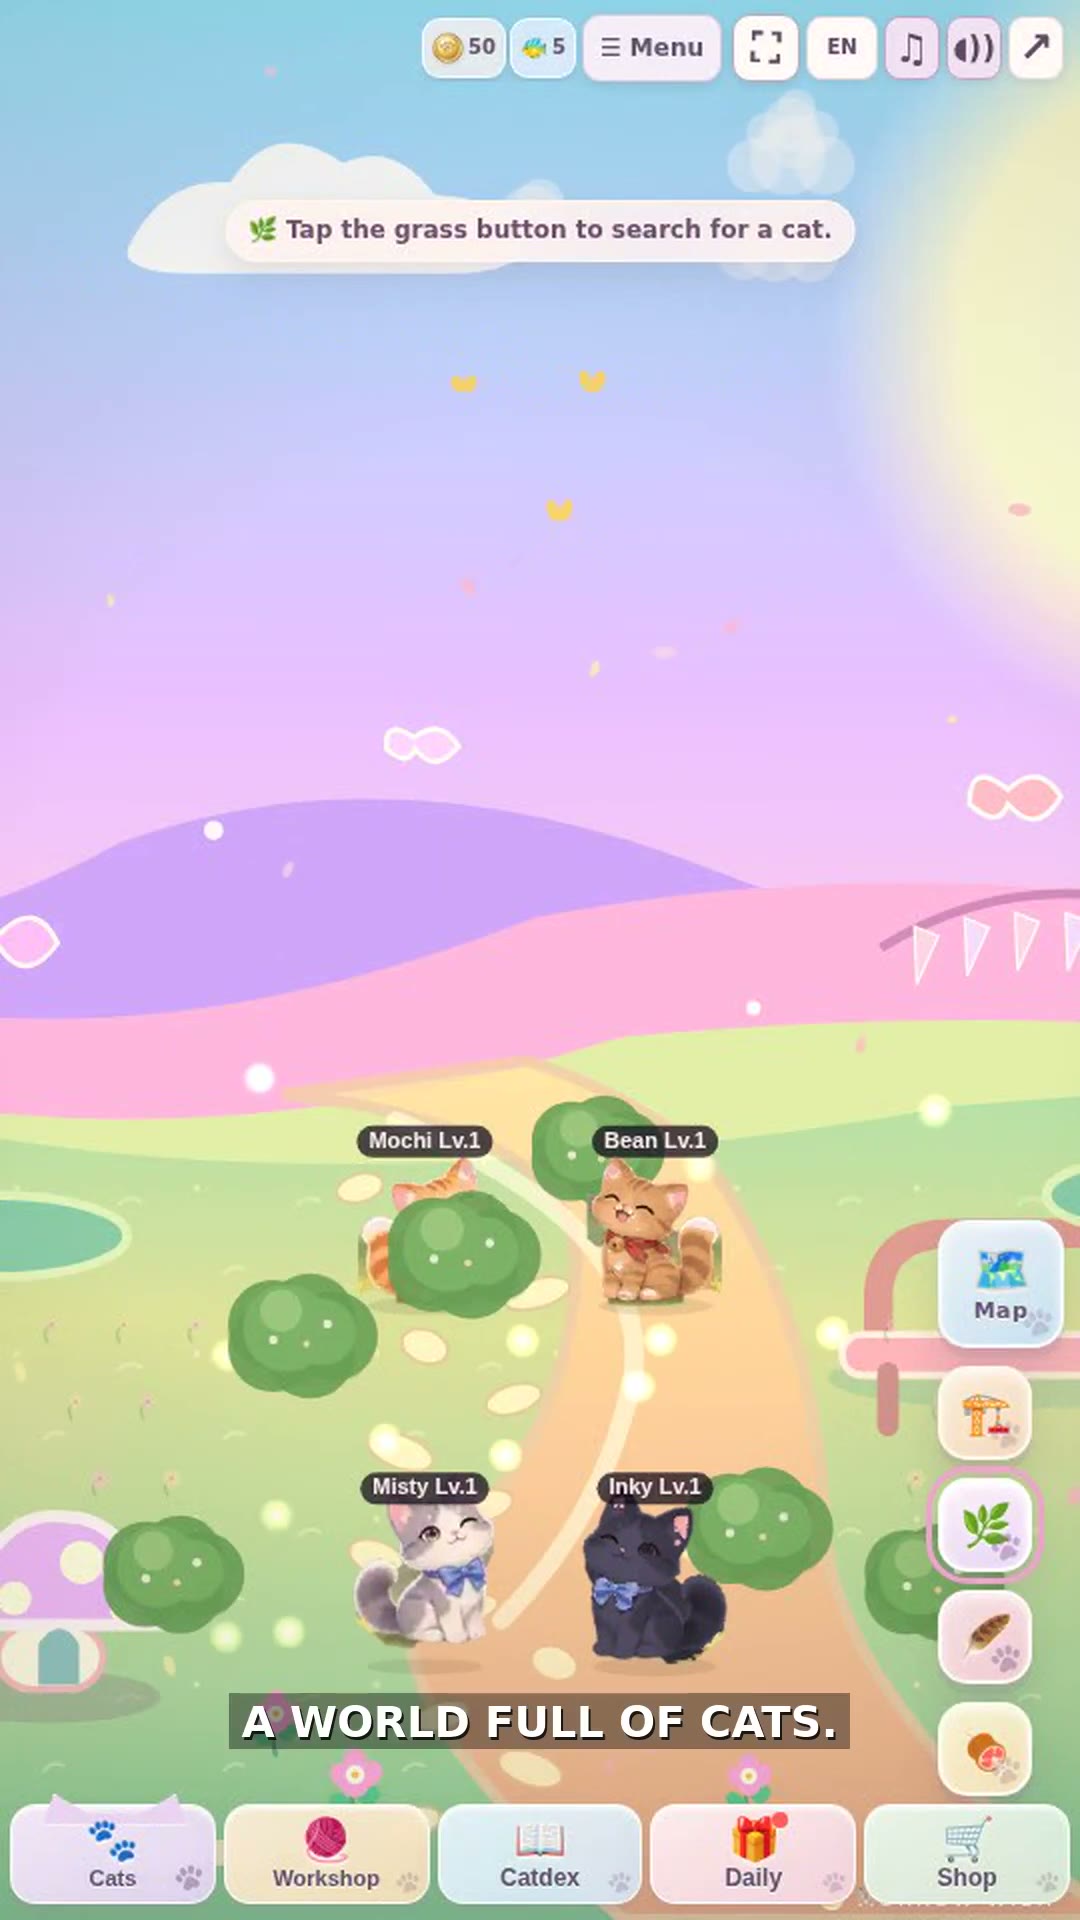 50
5
☰ Menu
EN
Tap the grass button to search for a cat.
Mochi Lv.1
Bean Lv.1
Map
Misty Lv.1
Inky Lv.1
A WORLD FULL OF CATS.
Cats
Workshop
Catdex
Daily
Shop